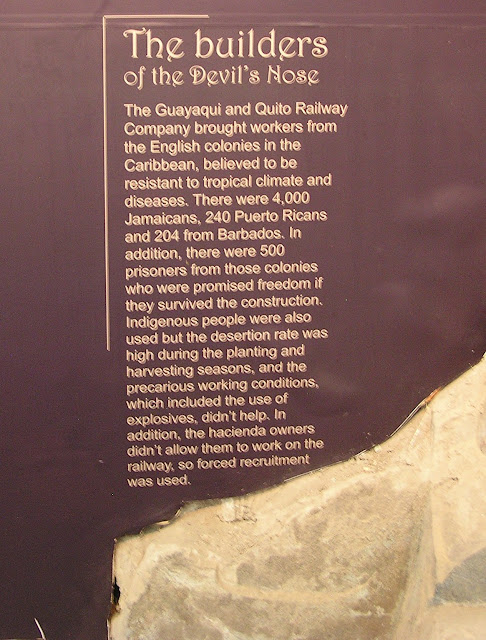 The builders
of the Devil's Nose
The Guayaqui and Quito Railway
Company brought workers from
the English colonies in the
Caribbean, believed to be
resistant to tropical climate and
diseases. There were 4,000
Jamaicans, 240 Puerto Ricans
and 204 from Barbados. In
addition, there were 500
prisoners from those colonies
who were promised freedom if
they survived the construction.
Indigenous people were also
used but the desertion rate was
high during the planting and
harvesting seasons, and the
precarious working conditions,
which included the use of
explosives, didn't help. In
addition, the hacienda owners
didn't allow them to work on the
railway, so forced recruitment
was used.